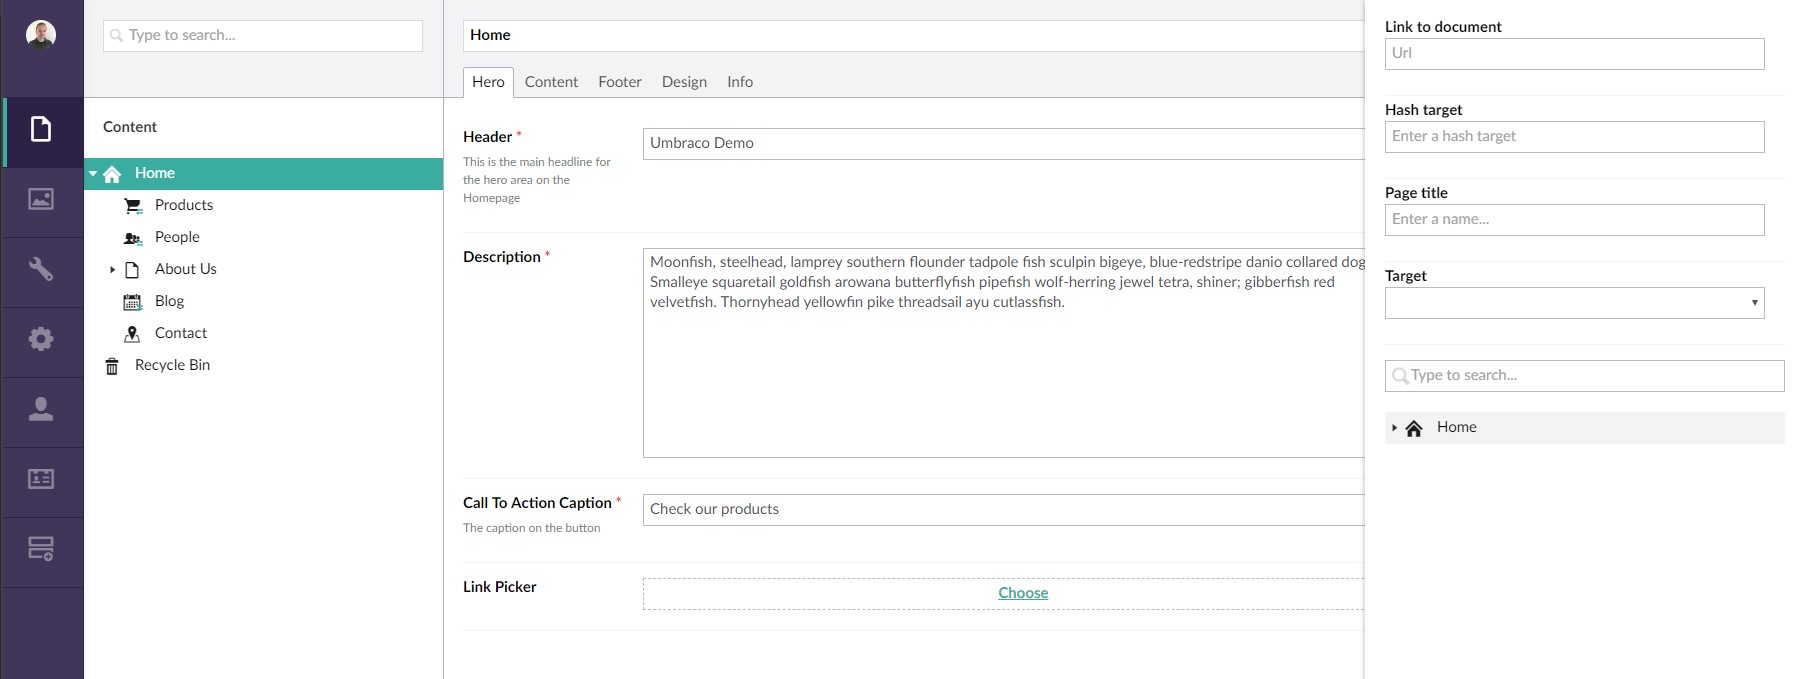 Type to search...
Content
Home
Products
People
About Us
Blog
Contact
Recycle Bin
Home
Hero Content Footer Design Info
Header *
This is the main headline for
the hero area on the
Homepage
Umbraco Demo
Description *
Moonfish, steelhead, lamprey southern flounder tadpole fish sculpin bigeye, blue-redstripe danio collared dog
Smalleye squaretail goldfish arowana butterflyfish pipefish wolf-herring jewel tetra, shiner; gibberfish red
velvetfish. Thornyhead yellowfin pike threadsail ayu cutlassfish.
Call To Action Caption *
The caption on the button
Check our products
Link Picker
Choose
Link to document
Url
Hash target
Enter a hash target
Page title
Enter a name...
Target
Type to search...
Home